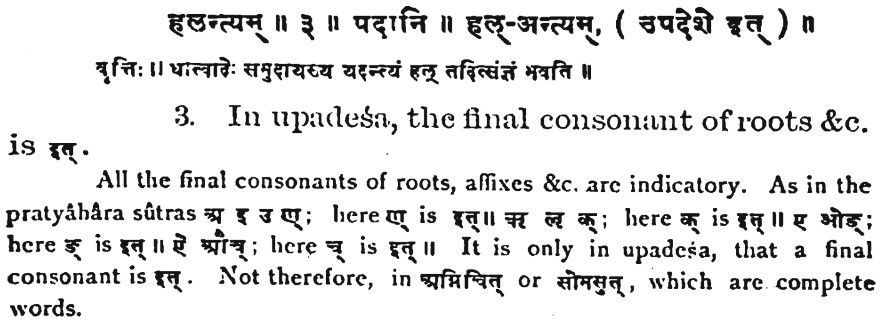 हलन्त्यम् ॥ ३ ॥ पदानि ॥ हल्-अन्त्यम्, ( उपदेशे इत् ) ॥
वृत्तिः ॥ धात्वादेः समुदायस्य यदन्त्यं हल् तदित्संज्ञं भवति ॥
3. In upadeśa, the final consonant of roots &c.
is इत् .
All the final consonants of roots, affixes &c. are indicatory. As in the
pratyâhâra sûtras अ इ उ ण्; here ण् is इत्॥ ऋ ऌ क्; here क् is इत्॥ ए ओङ्;
here ङ् is इत्॥ ऐ औच्; here च् is इत्॥ It is only in upadeśa, that a final
consonant is इत् . Not therefore, in अग्निचित् or सोमसुत्, which are complete
words.